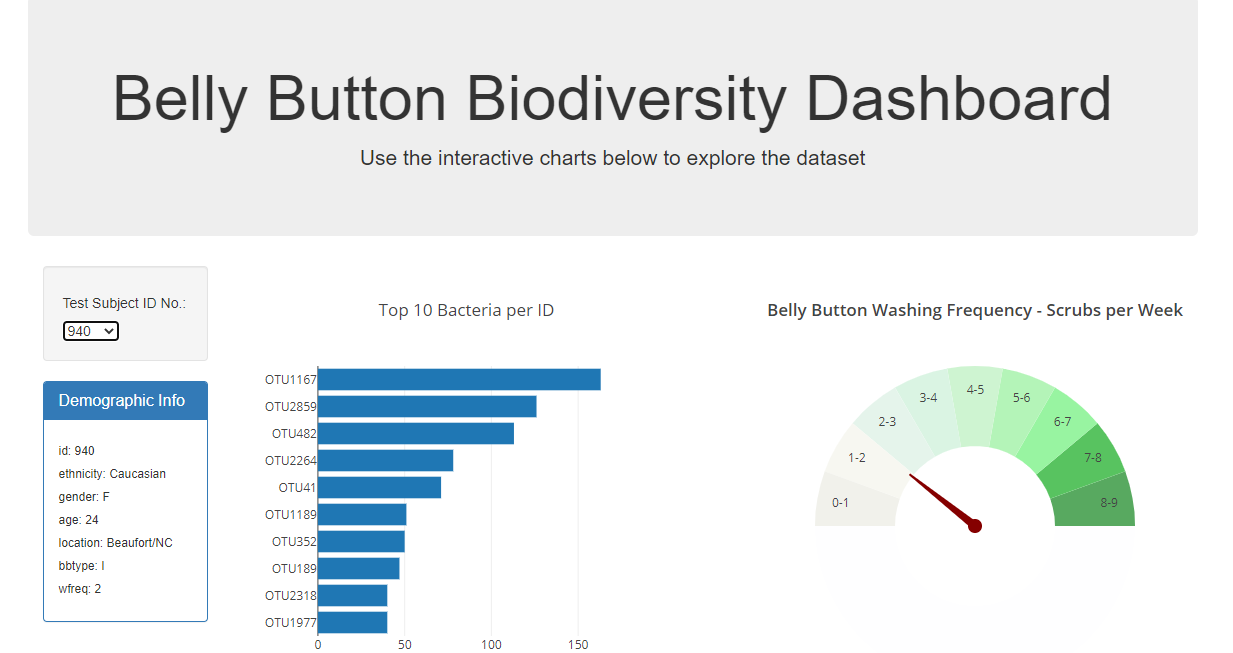 Belly Button Biodiversity Dashboard
Use the interactive charts below to explore the dataset
Test Subject ID No.:
940
Demographic Info
id: 940
ethnicity: Caucasian
gender: F
age: 24
location: Beaufort/NC
bbtype: I
wfreq: 2
Top 10 Bacteria per ID
OTU1167
OTU2859
OTU482
OTU2264
OTU41
OTU1189
OTU352
OTU189
OTU2318
OTU1977
0 50 100 150
Belly Button Washing Frequency - Scrubs per Week
0-1
1-2
2-3
3-4
4-5
5-6
6-7
7-8
8-9